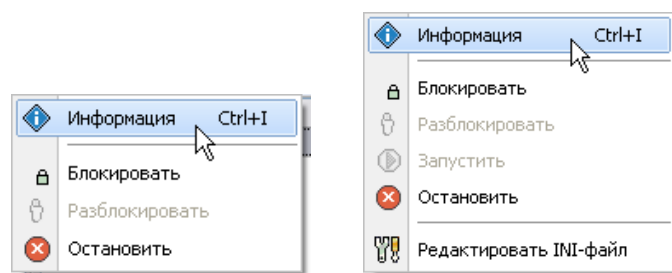 Информация Ctrl+I
Блокировать
Разблокировать
Остановить
Информация Ctrl+I
Блокировать
Разблокировать
Запустить
Остановить
Редактировать INI-файл